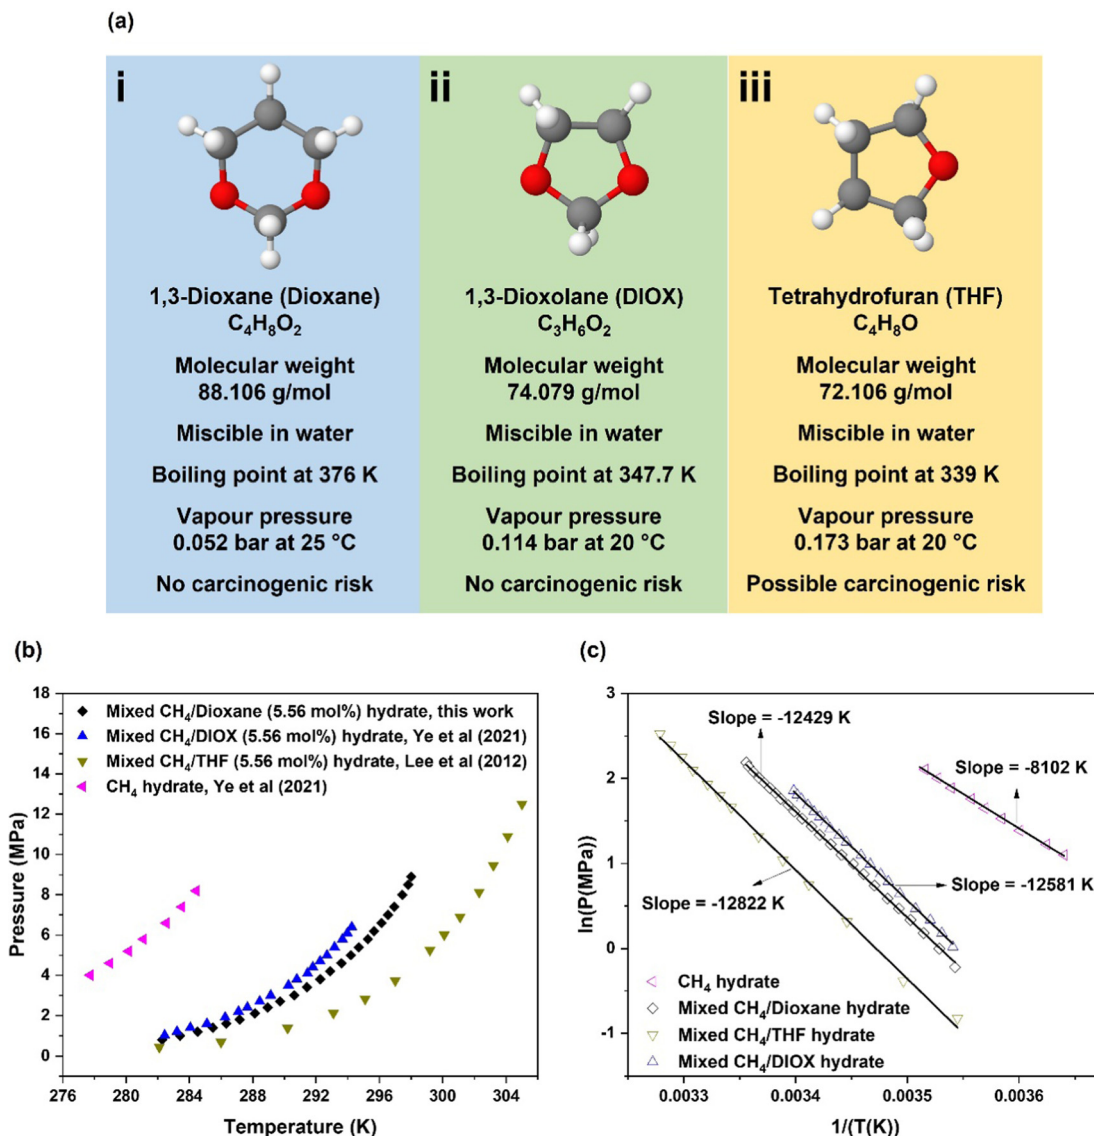 (a)
i
ii
iii
1,3-Dioxane (Dioxane)
C₄H₈O₂
Molecular weight
88.106 g/mol
Miscible in water
Boiling point at 376 K
Vapour pressure
0.052 bar at 25 °C
No carcinogenic risk
1,3-Dioxolane (DIOX)
C₃H₆O₂
Molecular weight
74.079 g/mol
Miscible in water
Boiling point at 347.7 K
Vapour pressure
0.114 bar at 20 °C
No carcinogenic risk
Tetrahydrofuran (THF)
C₄H₈O
Molecular weight
72.106 g/mol
Miscible in water
Boiling point at 339 K
Vapour pressure
0.173 bar at 20 °C
Possible carcinogenic risk
(b)
Mixed CH₄/Dioxane (5.56 mol%) hydrate, this work
Mixed CH₄/DIOX (5.56 mol%) hydrate, Ye et al (2021)
Mixed CH₄/THF (5.56 mol%) hydrate, Lee et al (2012)
CH₄ hydrate, Ye et al (2021)
Pressure (MPa)
18
16
14
12
10
8
6
4
2
0
276
280
284
288
292
296
300
304
Temperature (K)
(c)
ln(P(MPa))
3
2
1
0
-1
Slope = -12429 K
Slope = -8102 K
Slope = -12581 K
Slope = -12822 K
CH₄ hydrate
Mixed CH₄/Dioxane hydrate
Mixed CH₄/THF hydrate
Mixed CH₄/DIOX hydrate
0.0033
0.0034
0.0035
0.0036
1/(T(K))